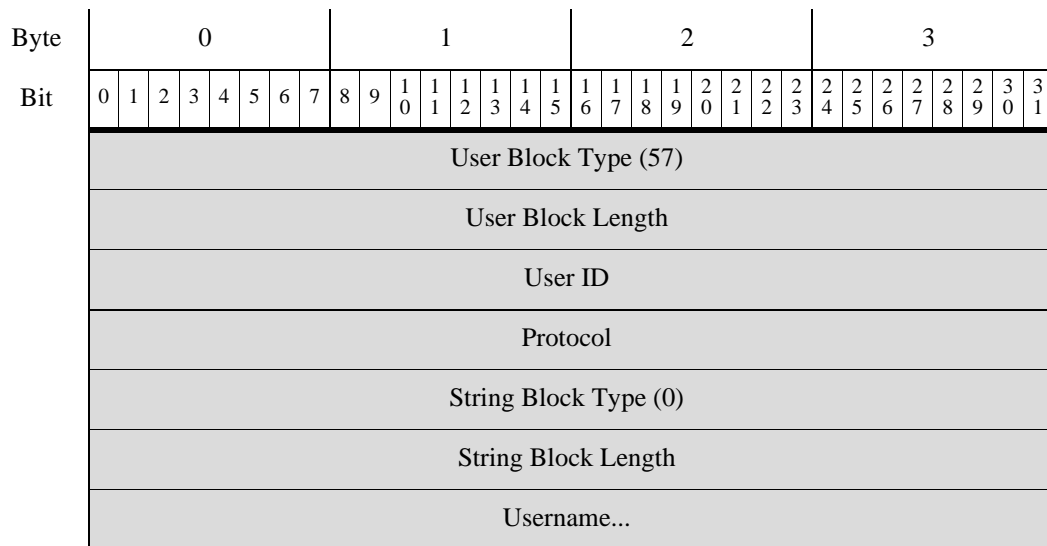 Byte 0 1 2 3
Bit 0 1 2 3 4 5 6 7 8 9 10 11 12 13 14 15 16 17 18 19 20 21 22 23 24 25 26 27 28 29 30 31
User Block Type (57)
User Block Length
User ID
Protocol
String Block Type (0)
String Block Length
Username...